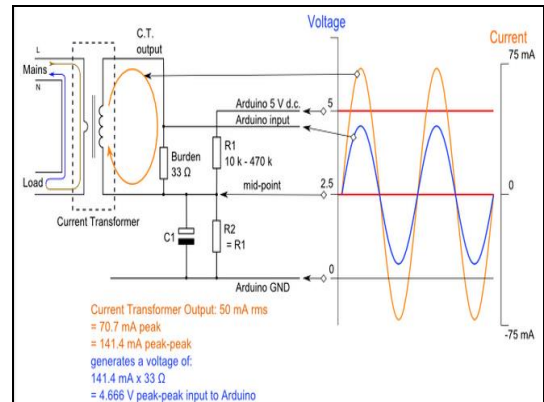 Voltage
Current
C.T.
output
L
Mains
N
Load
Current Transformer
Burden
33 Ω
C1
R1
10 k - 470 k
R2
= R1
Arduino 5 V d.c.
Arduino input
mid-point
Arduino GND
5
2.5
0
75 mA
0
-75 mA
Current Transformer Output: 50 mA rms
= 70.7 mA peak
= 141.4 mA peak-peak
generates a voltage of:
141.4 mA x 33 Ω
= 4.666 V peak-peak input to Arduino